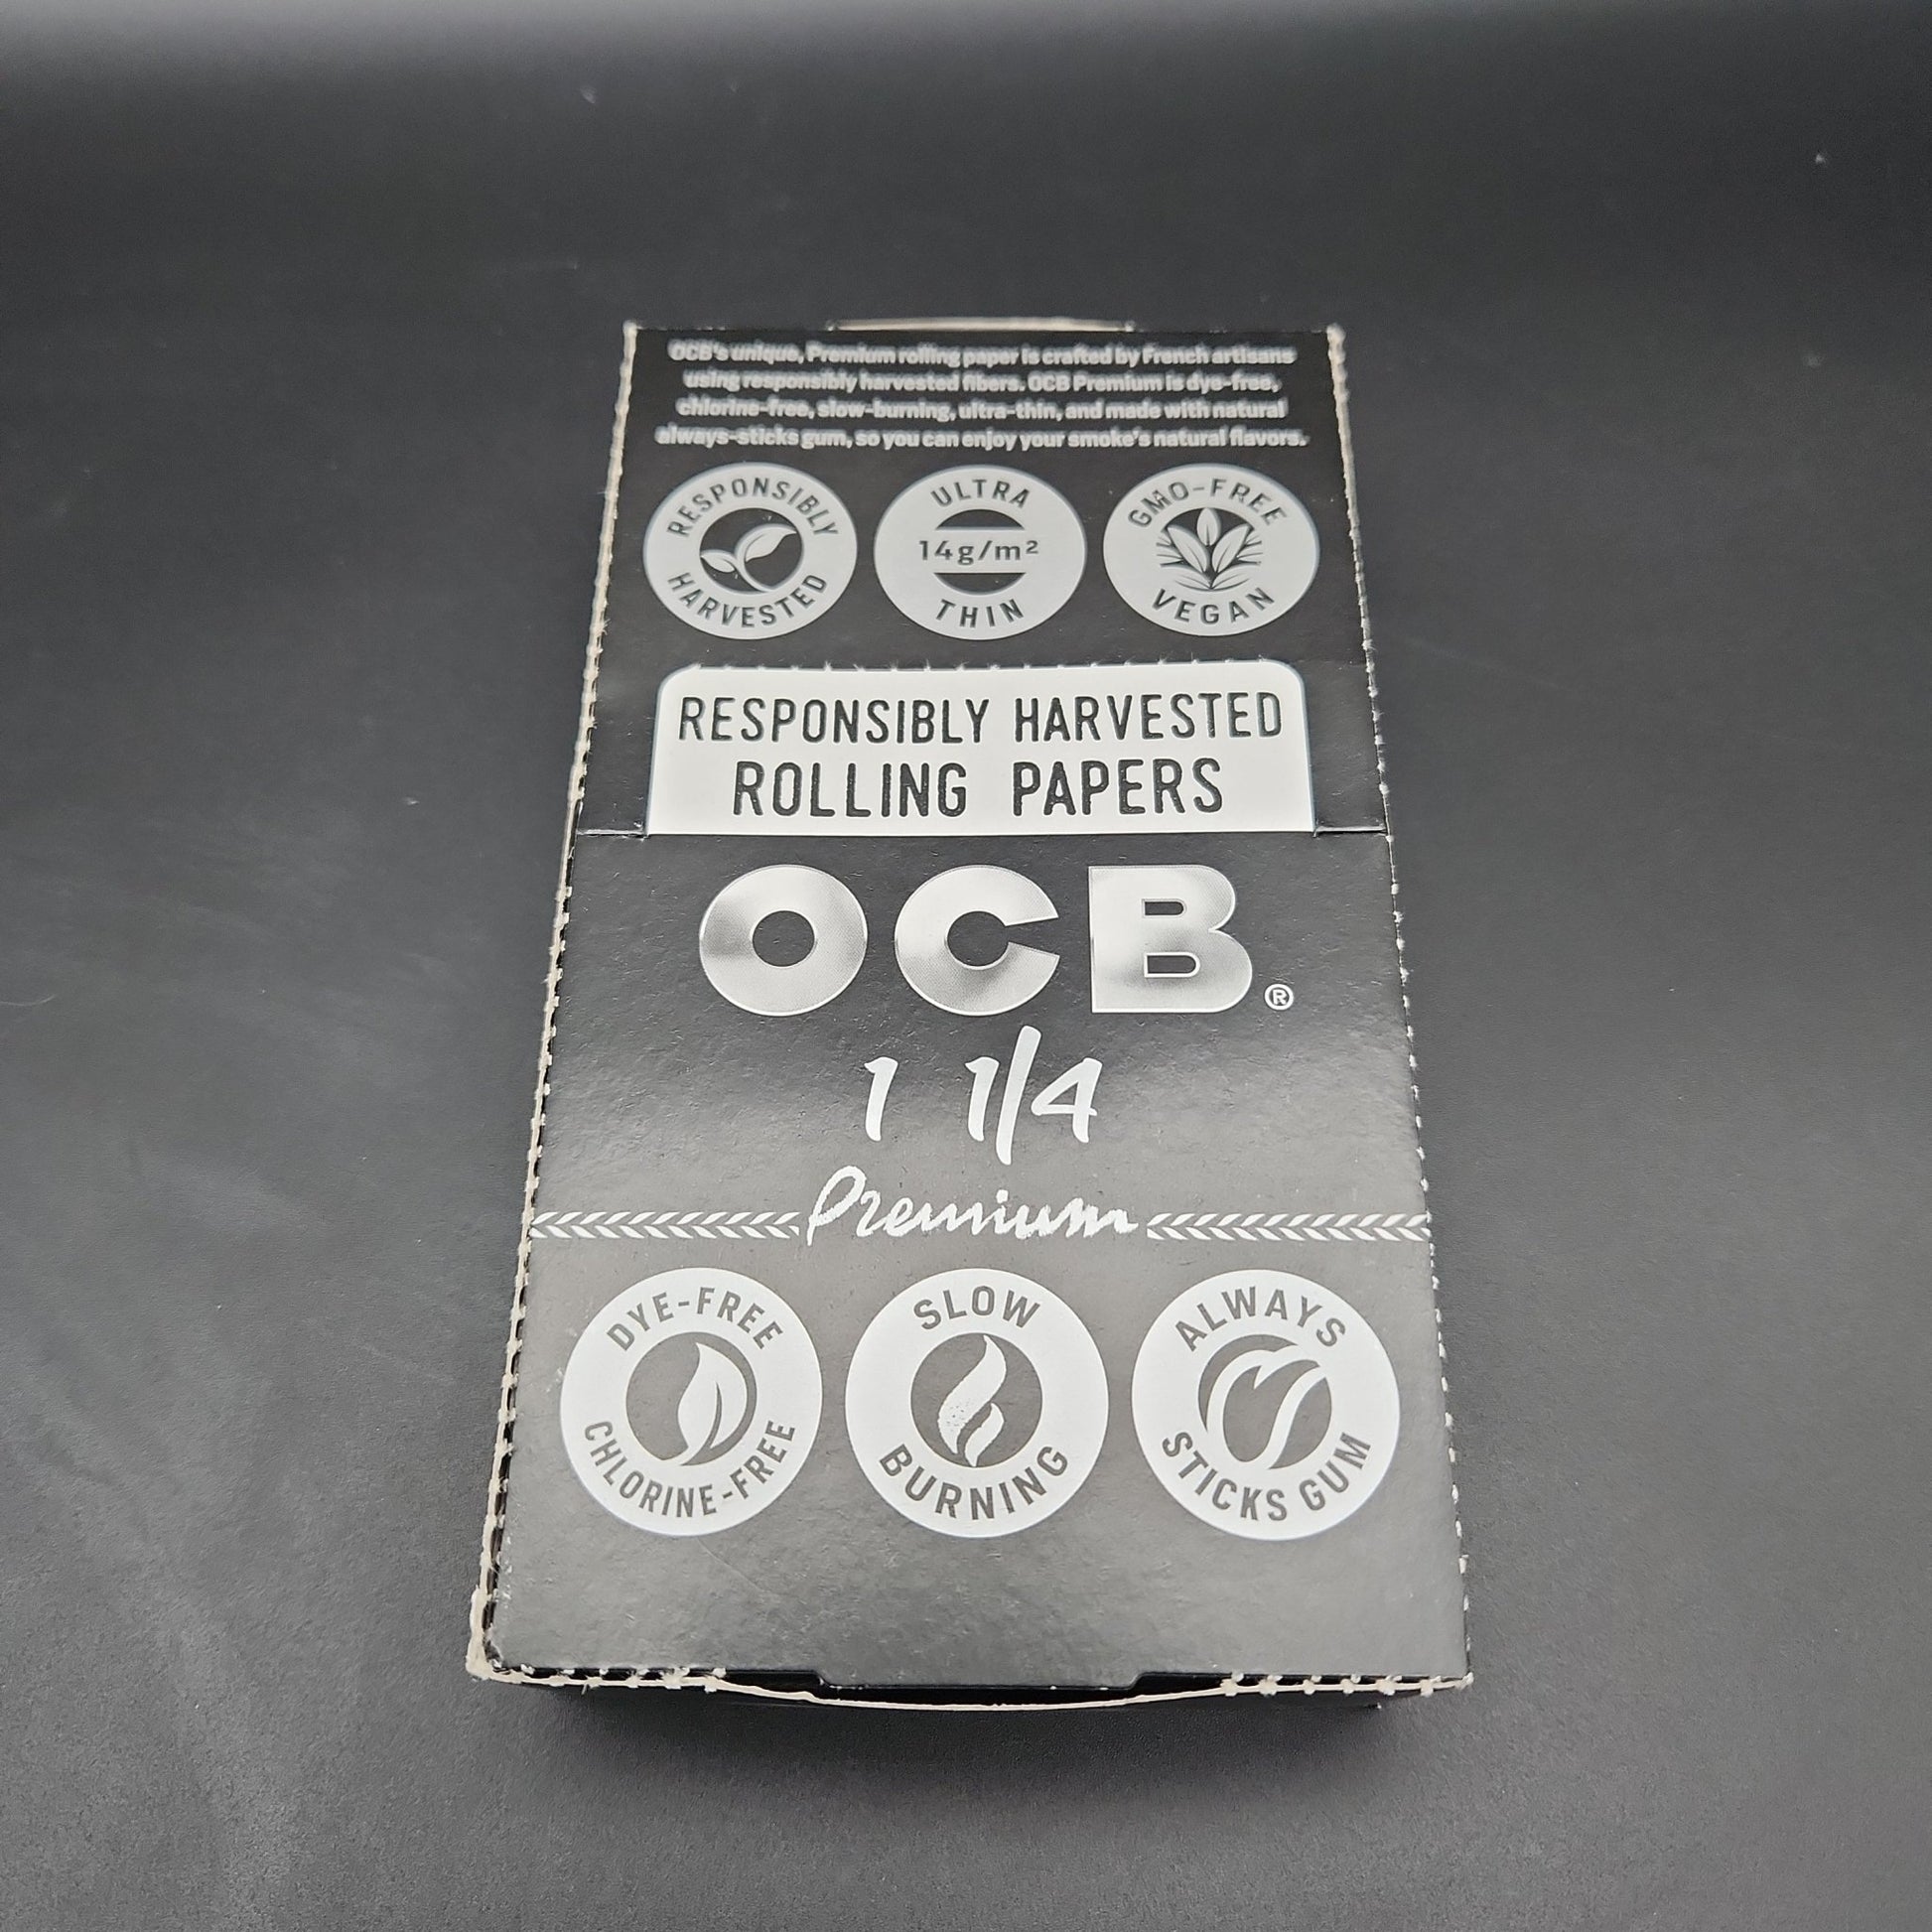 OCB's unique, Premium rolling paper is crafted by French artisans
using responsibly harvested fibers. OCB Premium is dye-free,
chlorine-free, slow-burning, ultra-thin, and made with natural
always-sticks gum, so you can enjoy your smoke's natural flavors.
RESPONSIBLY
HARVESTED
ULTRA
14g/m²
THIN
GMO-FREE
VEGAN
RESPONSIBLY HARVESTED
ROLLING PAPERS
OCB®
1 1/4
Premium
DYE-FREE
CHLORINE-FREE
SLOW
BURNING
ALWAYS
STICKS GUM